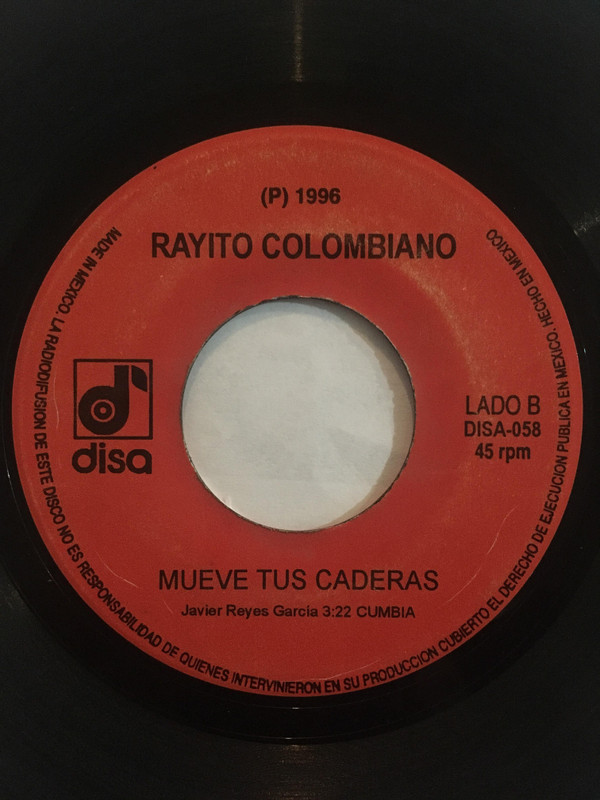 (P) 1996
RAYITO COLOMBIANO
disa
LADO B
DISA-058
45 rpm
MUEVE TUS CADERAS
Javier Reyes García 3:22 CUMBIA
MADE IN MEXICO. LA RADIODIFUSION DE ESTE DISCO NO ES RESPONSABILIDAD DE QUIENES INTERVINIERON EN SU PRODUCCION CUBIERTO EL DERECHO DE EJECUCION PUBLICA EN MEXICO. HECHO EN MEXICO